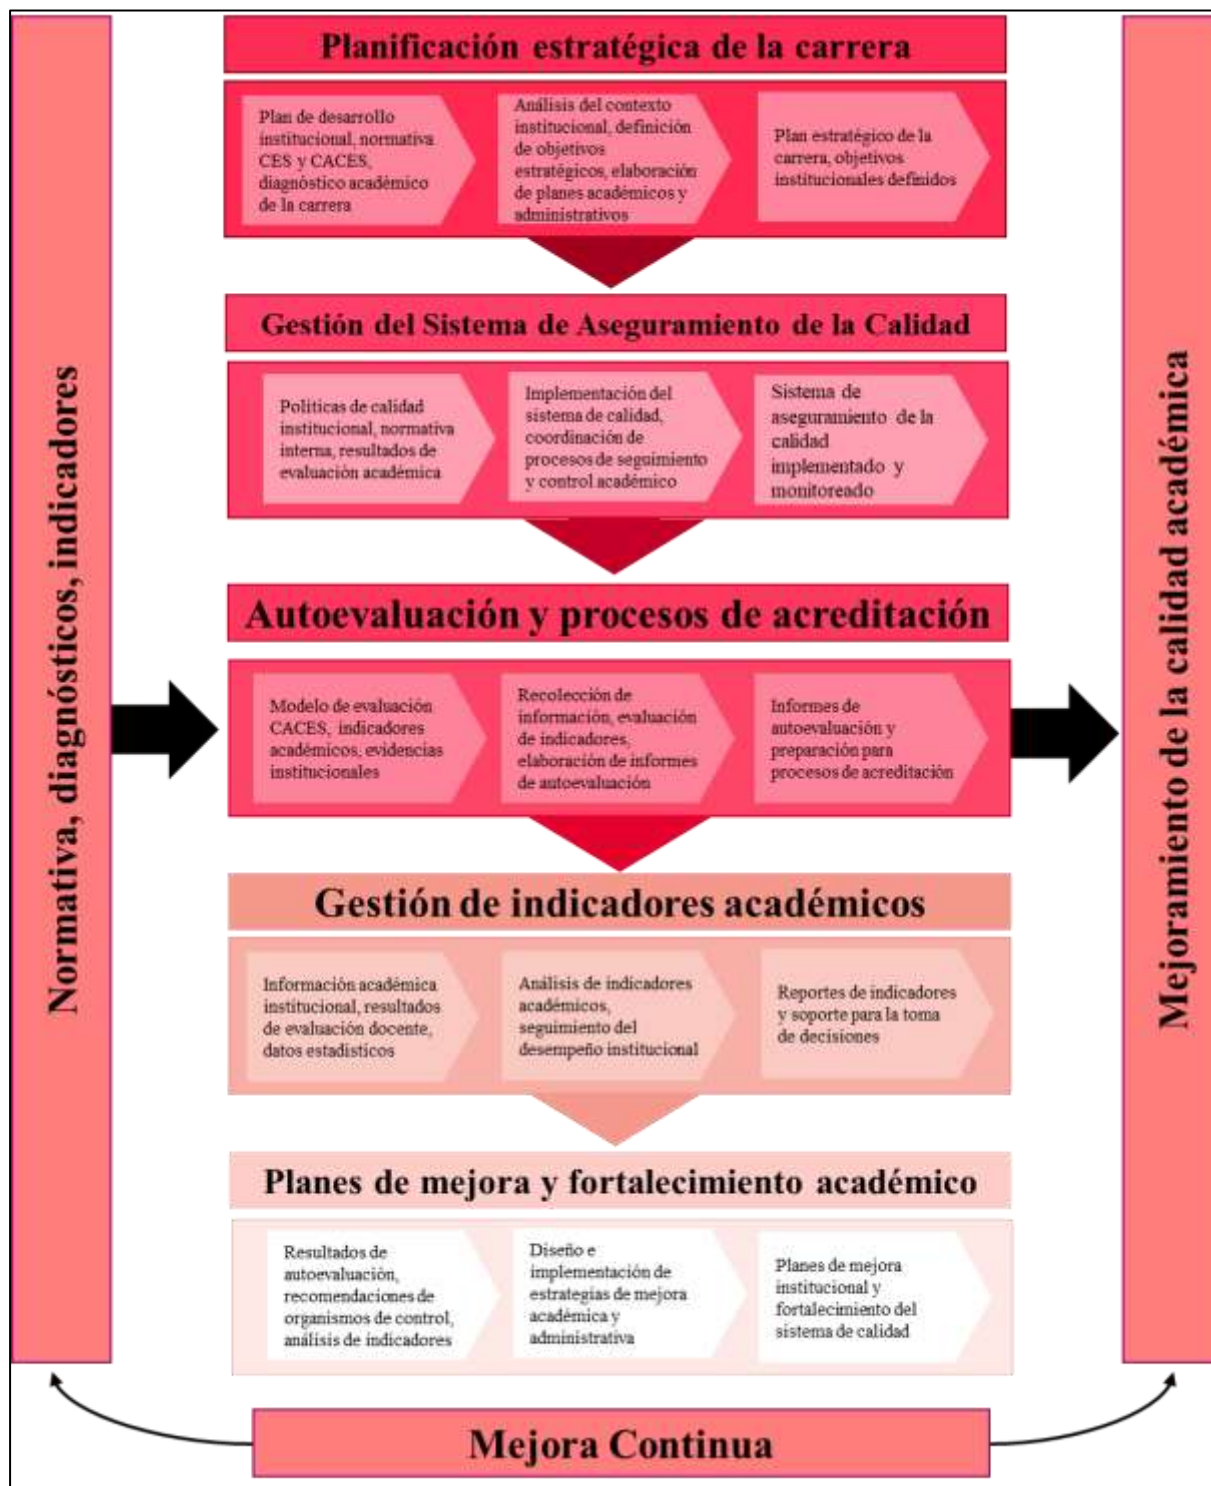 Normativa, diagnósticos, indicadores
Planificación estratégica de la carrera
Plan de desarrollo
institucional, normativa
CES y CACES,
diagnóstico académico
de la carrera
Análisis del contexto
institucional, definición
de objetivos
estratégicos, elaboración
de planes académicos y
administrativos
Plan estratégico de la
carrera, objetivos
institucionales definidos
Gestión del Sistema de Aseguramiento de la Calidad
Políticas de calidad
institucional, normativa
interna, resultados de
evaluación académica
Implementación del
sistema de calidad,
coordinación de
procesos de seguimiento
y control académico
Sistema de
aseguramiento de la
calidad
implementado y
monitoreado
Autoevaluación y procesos de acreditación
Modelo de evaluación
CACES, indicadores
académicos, evidencias
institucionales
Recolección de
información, evaluación
de indicadores,
elaboración de informes
de autoevaluación
Informes de
autoevaluación y
preparación para
procesos de acreditación
Gestión de indicadores académicos
Información académica
institucional, resultados
de evaluación docente,
datos estadísticos
Análisis de indicadores
académicos,
seguimiento del
desempeño institucional
Reportes de indicadores
y soporte para la toma
de decisiones
Planes de mejora y fortalecimiento académico
Resultados de
autoevaluación,
recomendaciones de
organismos de control,
análisis de indicadores
Diseño e
implementación de
estrategias de mejora
académica y
administrativa
Planes de mejora
institucional y
fortalecimiento del
sistema de calidad
Mejoramiento de la calidad académica
Mejora Continua